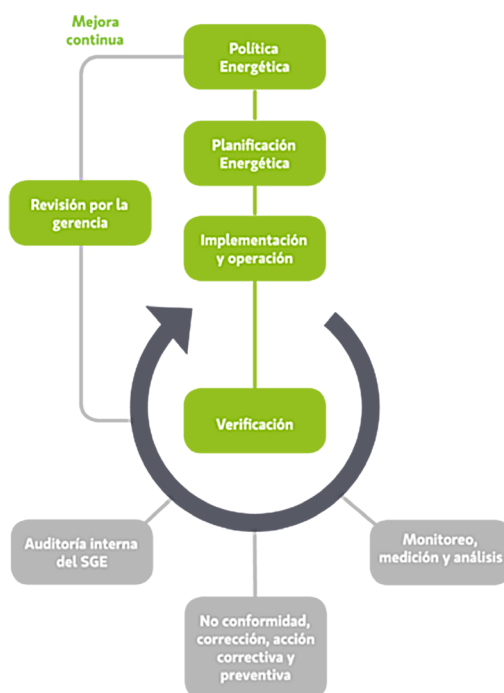 Mejora
continua
Política
Energética
Planificación
Energética
Revisión por la
gerencia
Implementación
y operación
Verificación
Auditoría interna
del SGE
Monitoreo,
medición y análisis
No conformidad,
corrección, acción
correctiva y
preventiva